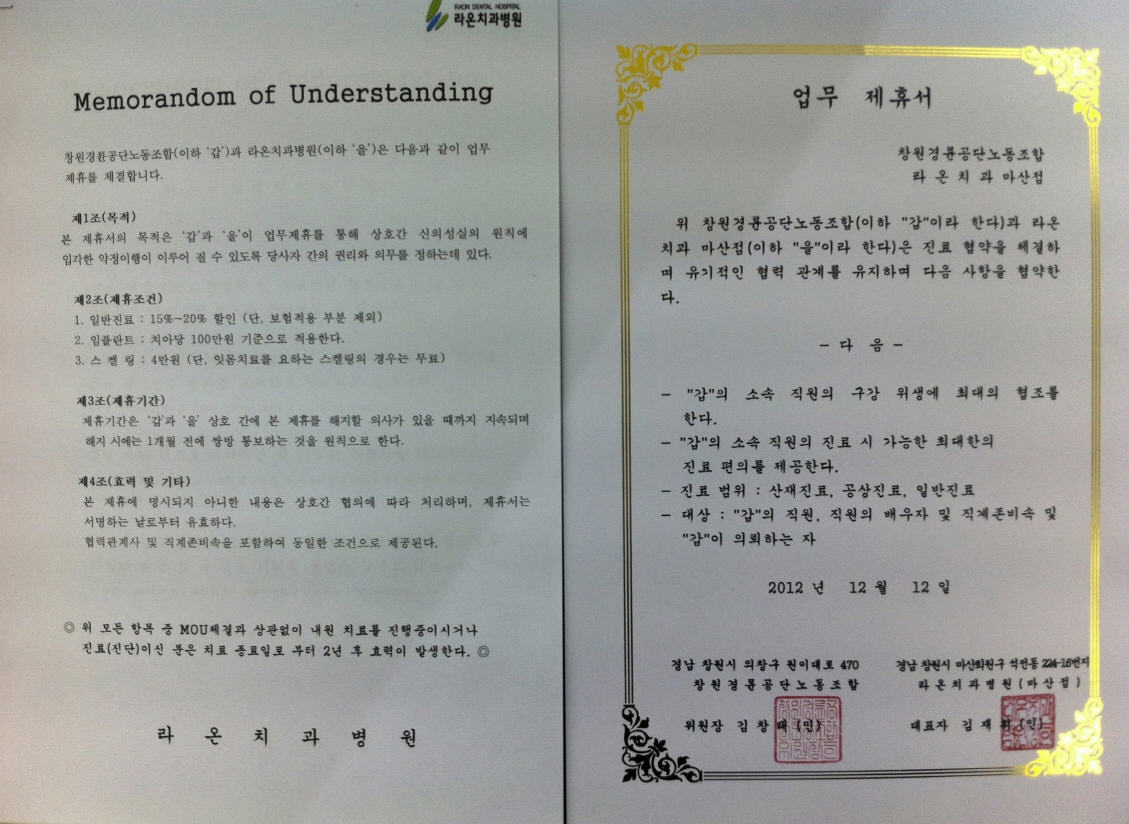 RAON DENTAL HOSPITAL
라온치과병원
Memorandom of Understanding
창원경륜공단노동조합(이하 '갑')과 라온치과병원(이하 '을')은 다음과 같이 업무
제휴를 체결합니다.
제1조(목적)
본 제휴서의 목적은 '갑'과 '을'이 업무제휴를 통해 상호간 신의성실의 원칙에
입각한 약정이행이 이루어 질 수 있도록 당사자 간의 권리와 의무를 정하는데 있다.
제2조(제휴조건)
1. 일반진료 : 15%~20% 할인 (단, 보험적용 부분 제외)
2. 임플란트 : 치아당 100만원 기준으로 적용한다.
3. 스 켈 링 : 4만원 (단, 잇몸치료를 요하는 스켈링의 경우는 무료)
제3조(제휴기간)
제휴기간은 '갑'과 '을' 상호 간에 본 제휴를 해지할 의사가 있을 때까지 지속되며
해지 시에는 1개월 전에 쌍방 통보하는 것을 원칙으로 한다.
제4조(효력 및 기타)
본 제휴에 명시되지 아니한 내용은 상호간 협의에 따라 처리하며, 제휴서는
서명하는 날로부터 유효하다.
협력관계사 및 직계존비속을 포함하여 동일한 조건으로 제공된다.
◎ 위 모든 항목 중 MOU체결과 상관없이 내원 치료를 진행중이시거나
진료(진단)이신 분은 치료 종료일로 부터 2년 후 효력이 발생한다. ◎
라 온 치 과 병 원
업무 제휴서
창원경륜공단노동조합
라 온 치 과 마산점
위 창원경륜공단노동조합(이하 "갑"이라 한다)과 라온
치과 마산점(이하 "을"이라 한다)은 진료 협약을 체결하
며 유기적인 협력 관계를 유지하며 다음 사항을 협약한
다.
- 다 음 -
- "갑"의 소속 직원의 구강 위생에 최대의 협조를
한다.
- "갑"의 소속 직원의 진료 시 가능한 최대한의
진료 편의를 제공한다.
- 진료 범위 : 산재진료, 공상진료, 일반진료
- 대상 : "갑"의 직원, 직원의 배우자 및 직계존비속 및
"갑"이 의뢰하는 자
2012 년 12 월 12 일
경남 창원시 의창구 원이대로 470
창원경륜공단노동조합
위원장 김창태 (인)
경남 창원시 마산회원구 석전동 224-16번지
라온치과병원(마산점)
대표자 김재 (인)